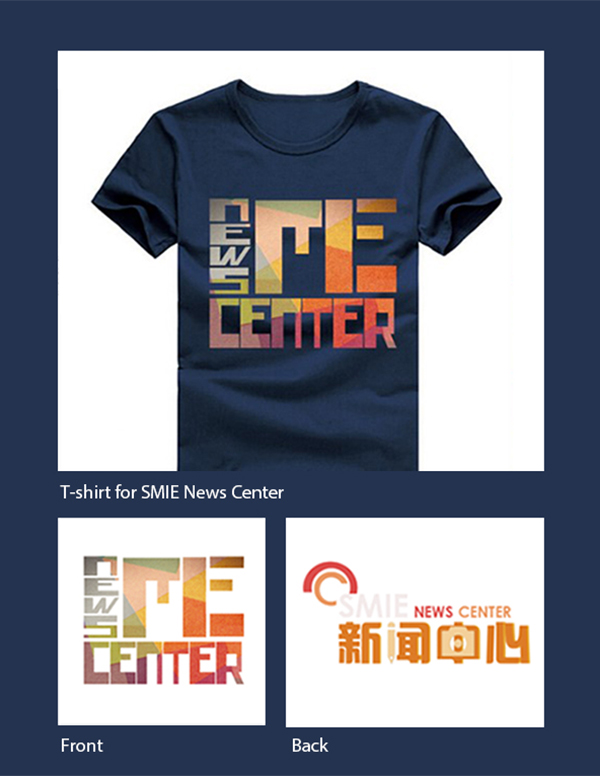 NEWS
ME
CENTER
T-shirt for SMIE News Center
NEWS
ME
CENTER
SMIE NEWS CENTER
新闻中心
Front
Back